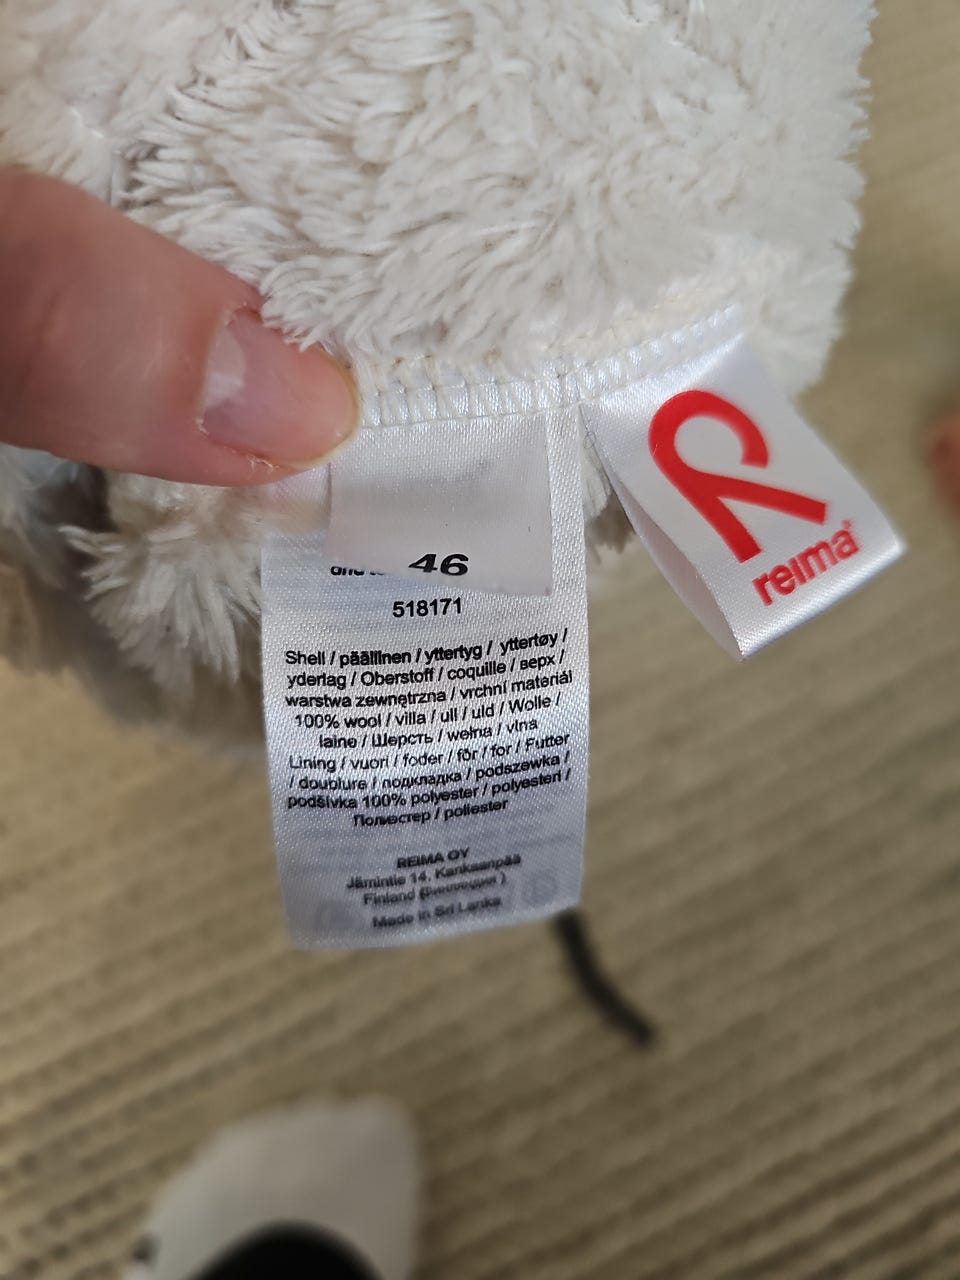 46
518171
Shell / päällinen / yttertyg / yttertøy /
yderlag / Oberstoff / coquille / верх /
warstwa zewnętrzna / vrchní materiál
100% wool / villa / ull / uld / Wolle /
laine / Шерсть / wełna / vlna
Lining / vuori / foder / fôr / for / Futter
/ doublure / подкладка / podszewka /
podšívka 100% polyester / polyesteri /
Полиэстер / poliester
REIMA OY
Jämintie 14, Kankaanpää
Finland
Made in Sri Lanka
reima®